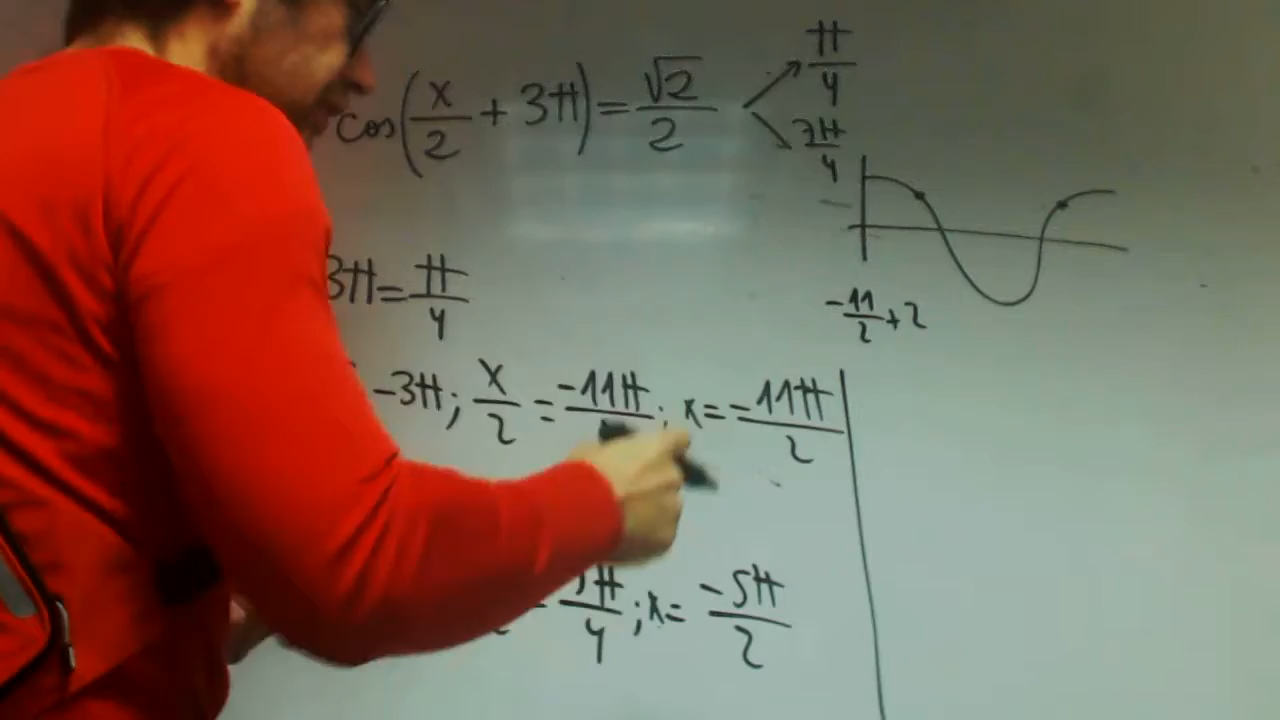 cos(x/2 + 3π) = √2/2 π/4
7π/4
3π = π/4
-11/2 + 2
-3π; x/2 = -11π ; x = -11π/2
π/4 ; x = -5π/2